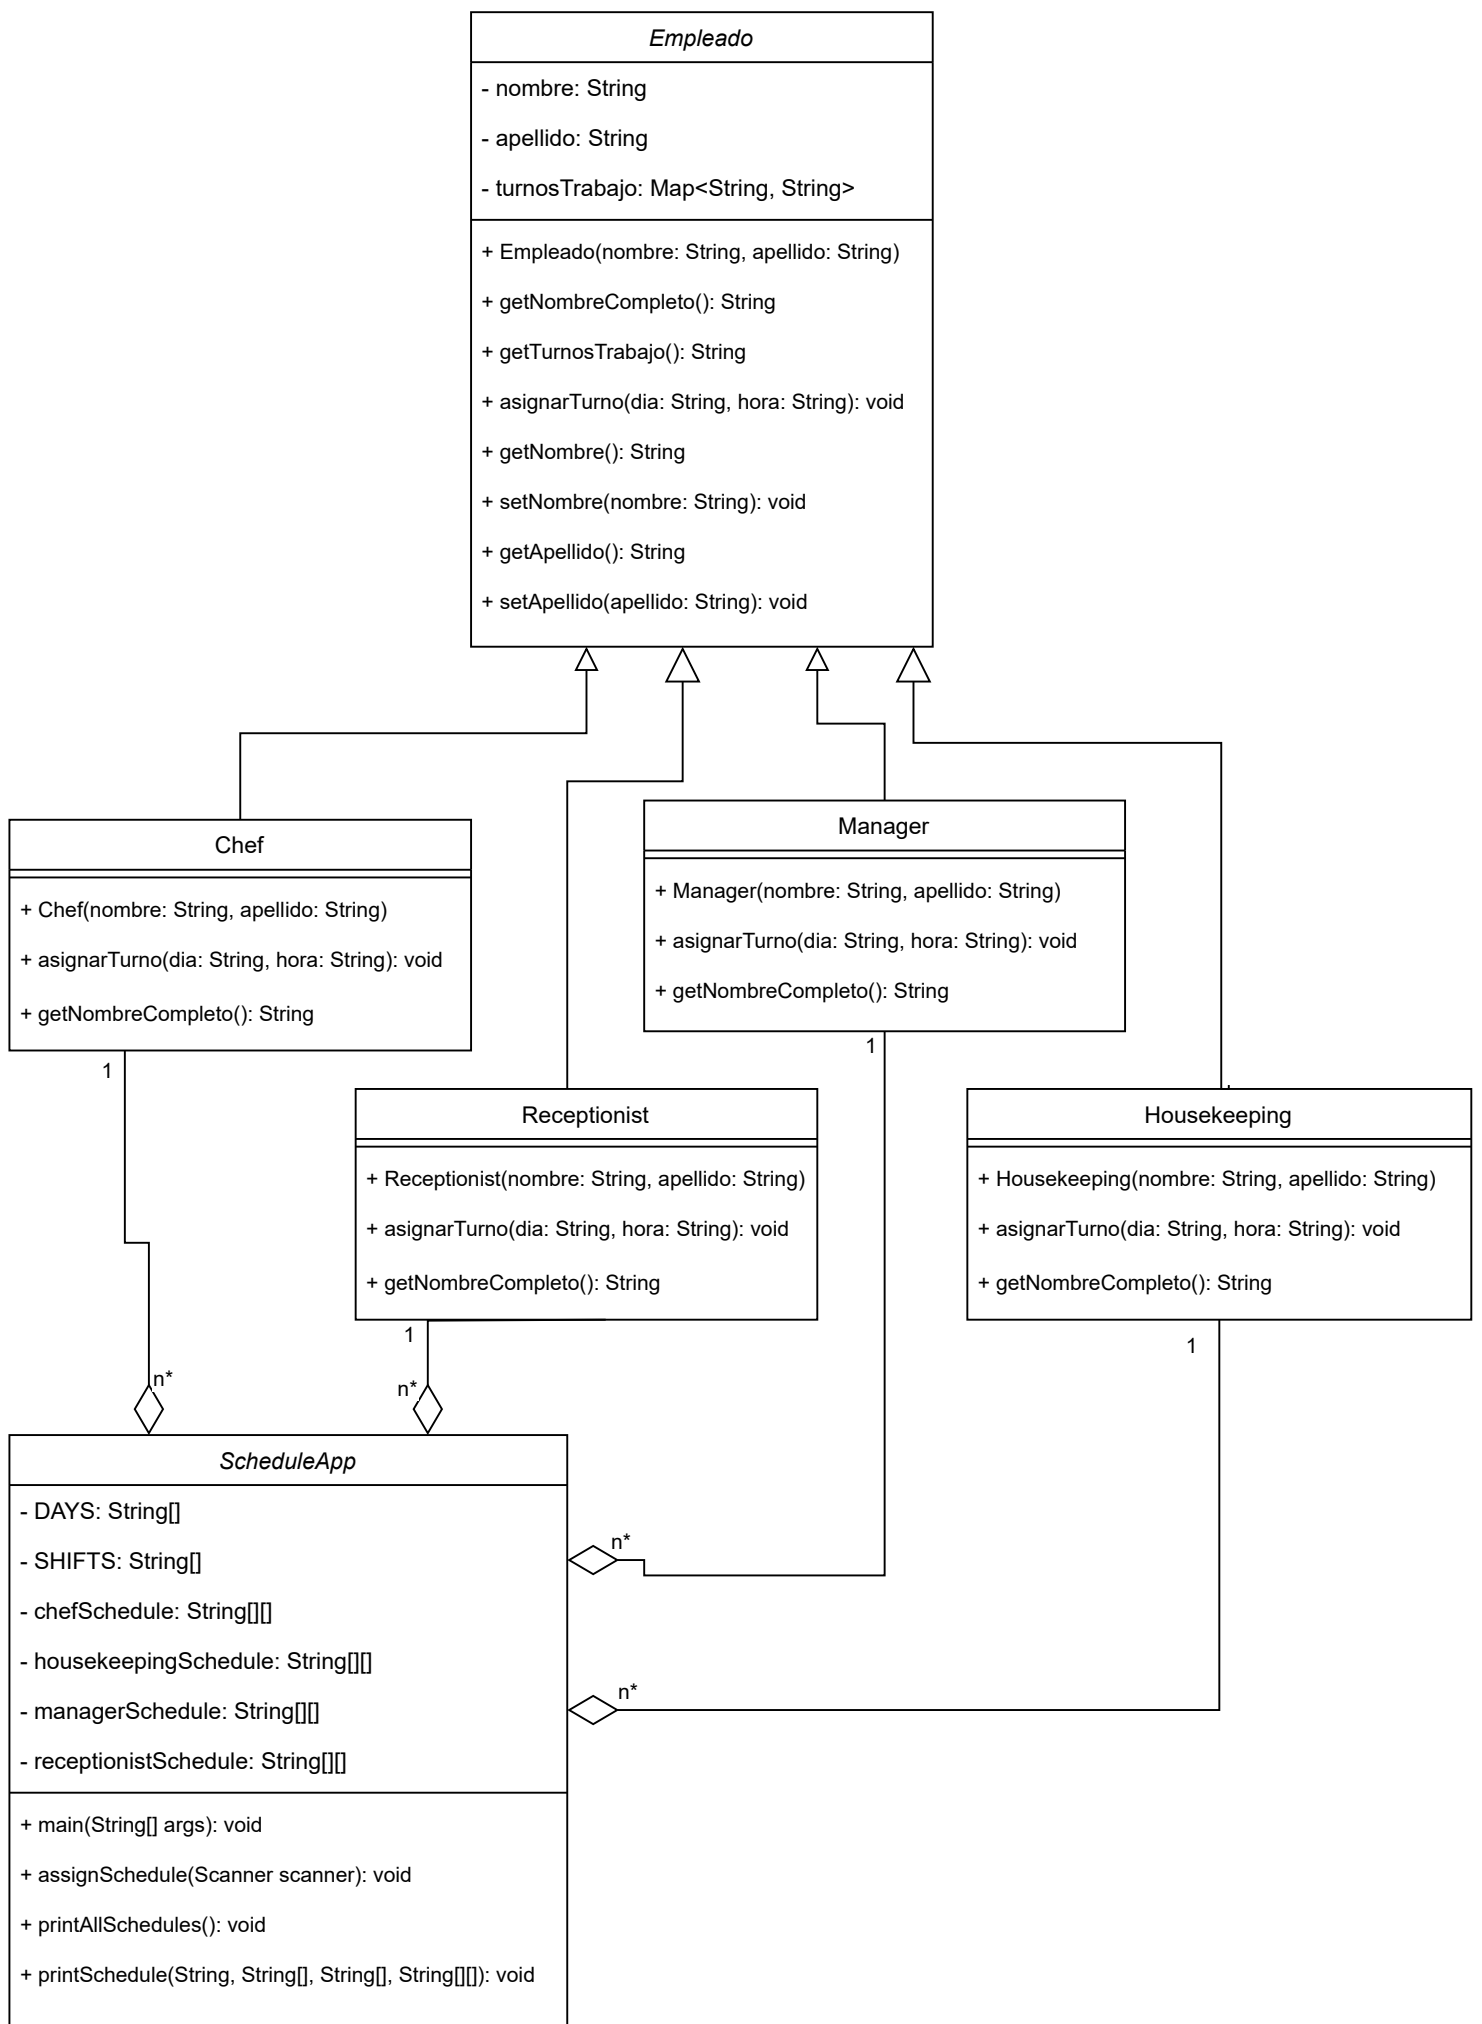 Empleado
- nombre: String
- apellido: String
- turnosTrabajo: Map<String, String>
+ Empleado(nombre: String, apellido: String)
+ getNombreCompleto(): String
+ getTurnosTrabajo(): String
+ asignarTurno(dia: String, hora: String): void
+ getNombre(): String
+ setNombre(nombre: String): void
+ getApellido(): String
+ setApellido(apellido: String): void
Chef
+ Chef(nombre: String, apellido: String)
+ asignarTurno(dia: String, hora: String): void
+ getNombreCompleto(): String
1
Manager
+ Manager(nombre: String, apellido: String)
+ asignarTurno(dia: String, hora: String): void
+ getNombreCompleto(): String
1
Receptionist
+ Receptionist(nombre: String, apellido: String)
+ asignarTurno(dia: String, hora: String): void
+ getNombreCompleto(): String
1
Housekeeping
+ Housekeeping(nombre: String, apellido: String)
+ asignarTurno(dia: String, hora: String): void
+ getNombreCompleto(): String
1
n*
n*
ScheduleApp
- DAYS: String[]
- SHIFTS: String[]
- chefSchedule: String[][]
- housekeepingSchedule: String[][]
- managerSchedule: String[][]
- receptionistSchedule: String[][]
+ main(String[] args): void
+ assignSchedule(Scanner scanner): void
+ printAllSchedules(): void
+ printSchedule(String, String[], String[], String[][]): void
n*
n*